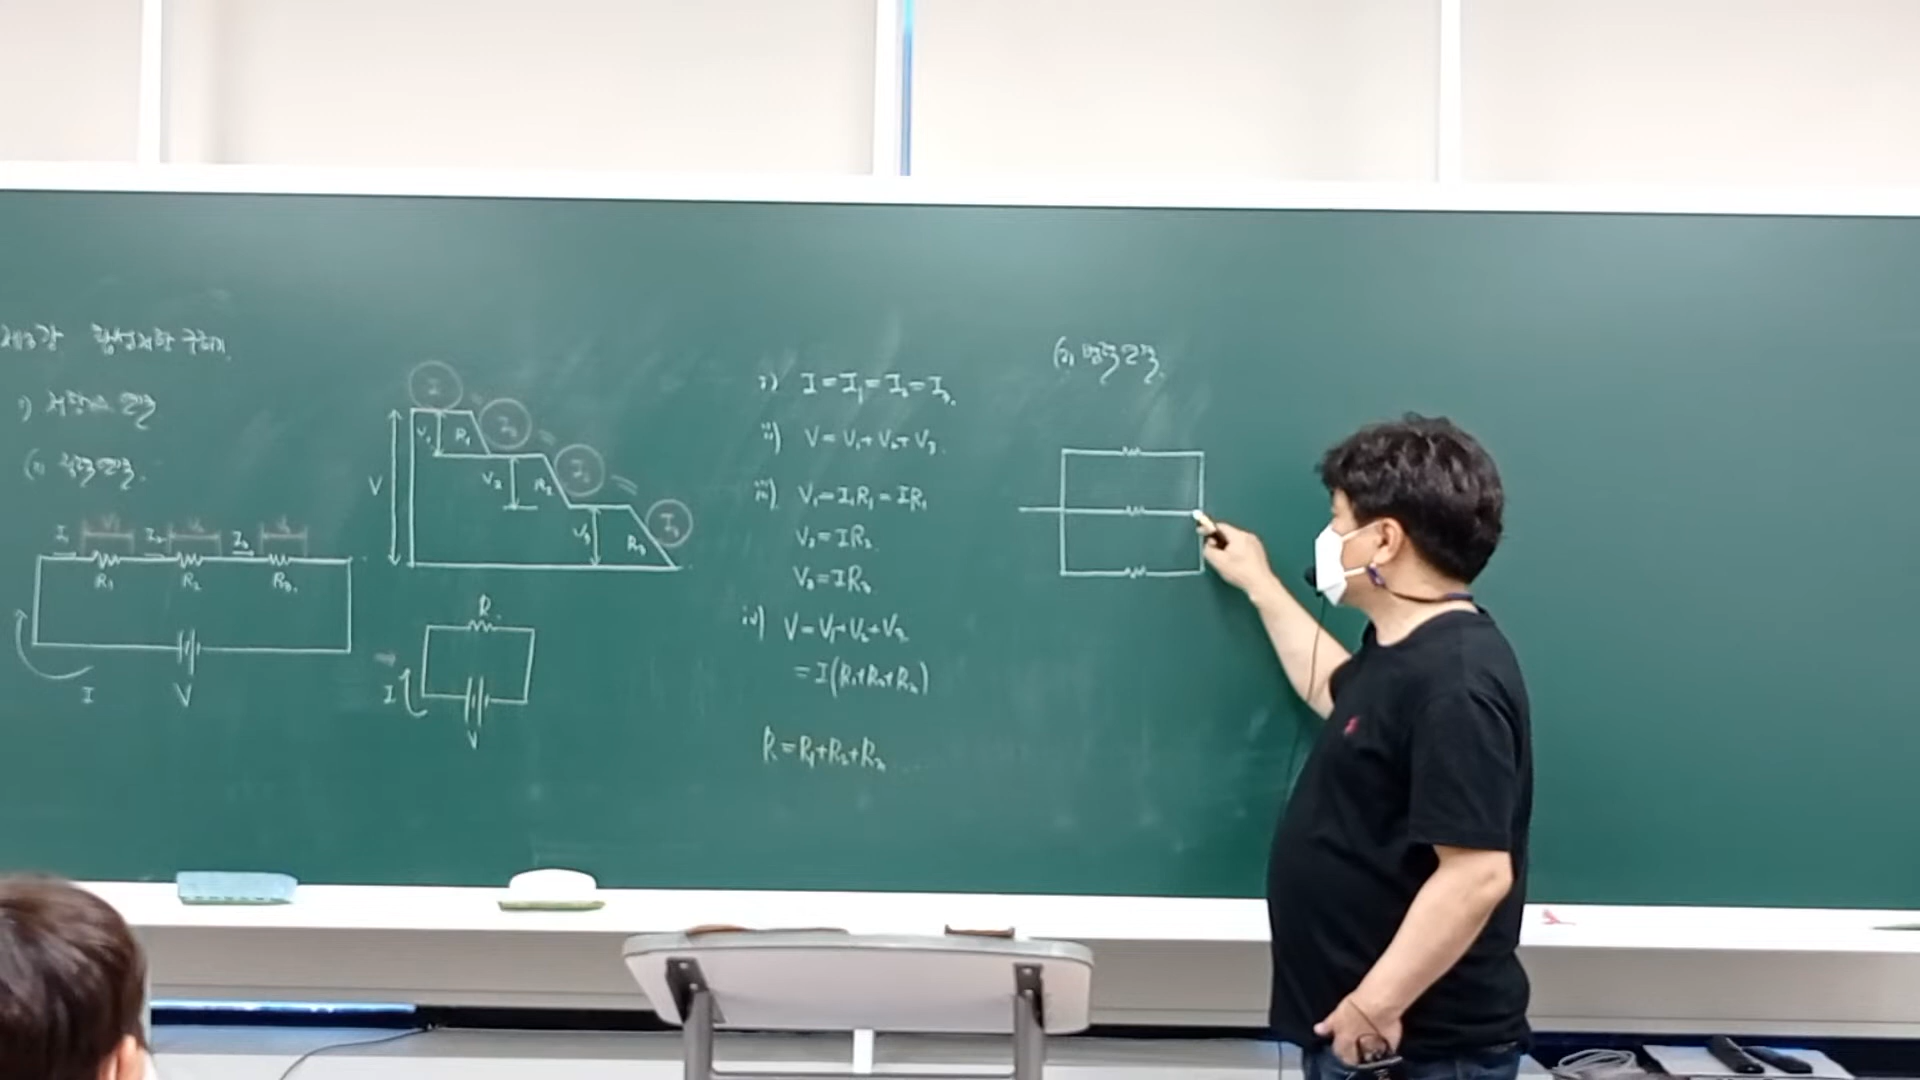 제3강 합성저항 구하기.
1) 저항의 연결
(1) 직렬연결.
I₁ V₁ I₂ V₂ I₃ V₃
R₁ R₂ R₃.
I V
I
I₂
I₂
I₃
V V₁ R₁
V₂ R₂
V₃ R₃
R.
⇒
I
V
i) I=I₁=I₂=I₃.
ii) V=V₁+V₂+V₃.
iii) V₁=I₁R₁=IR₁
V₂=IR₂.
V₃=IR₃.
iv) V=V₁+V₂+V₃.
=I(R₁+R₂+R₃)
R=R₁+R₂+R₃
(2) 병렬연결.